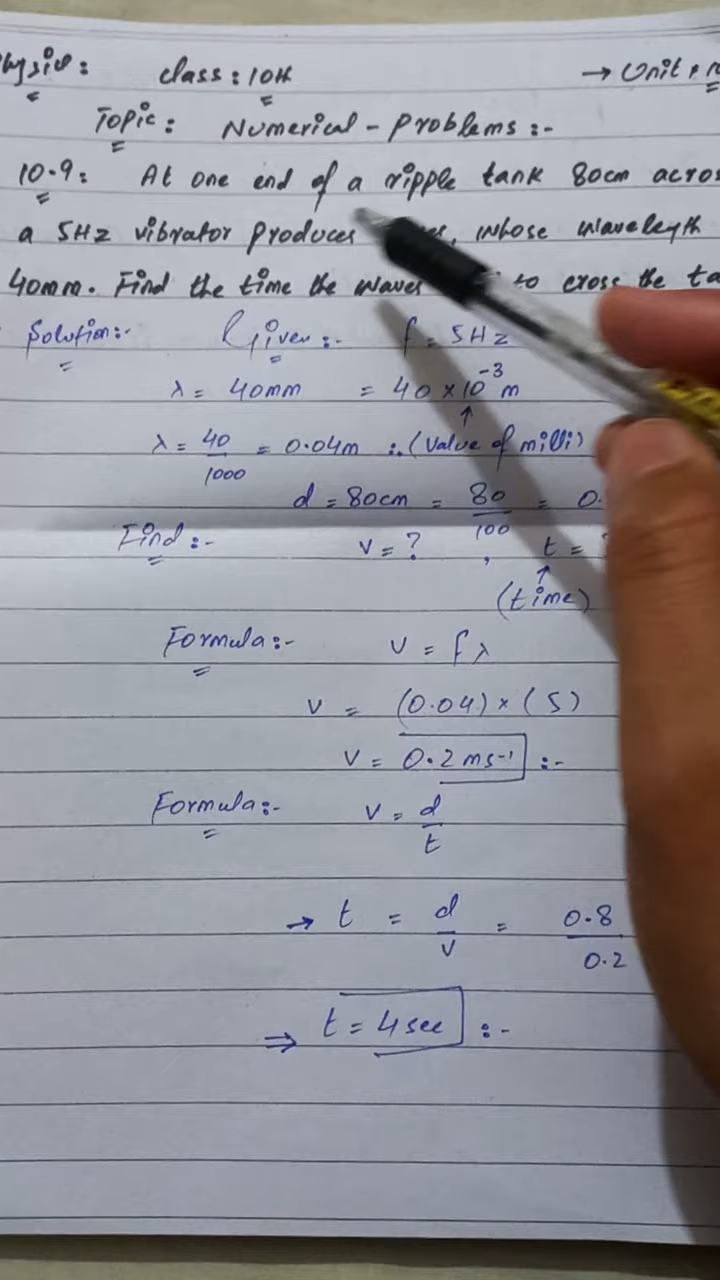 class: 10th → Unit
Topic: Numerical - Problems :-
10.9: At one end of a ripple tank 80cm
a 5Hz vibrator produces whose wavelength
40mm. Find the time the waves to cross the
Solution:- Given :- f = 5Hz
λ = 40mm = 40 × 10⁻³ m
λ = 40/1000 = 0.04m ∴ (value of milli)
d = 80cm = 80/100 = 0.
Find :- v = ? , t =
(time)
Formula :- v = fλ
v = (0.04) × (5)
v = 0.2 ms⁻¹ :-
Formula :- v = d/t
→ t = d/v = 0.8/0.2
⇒ t = 4 sec :-